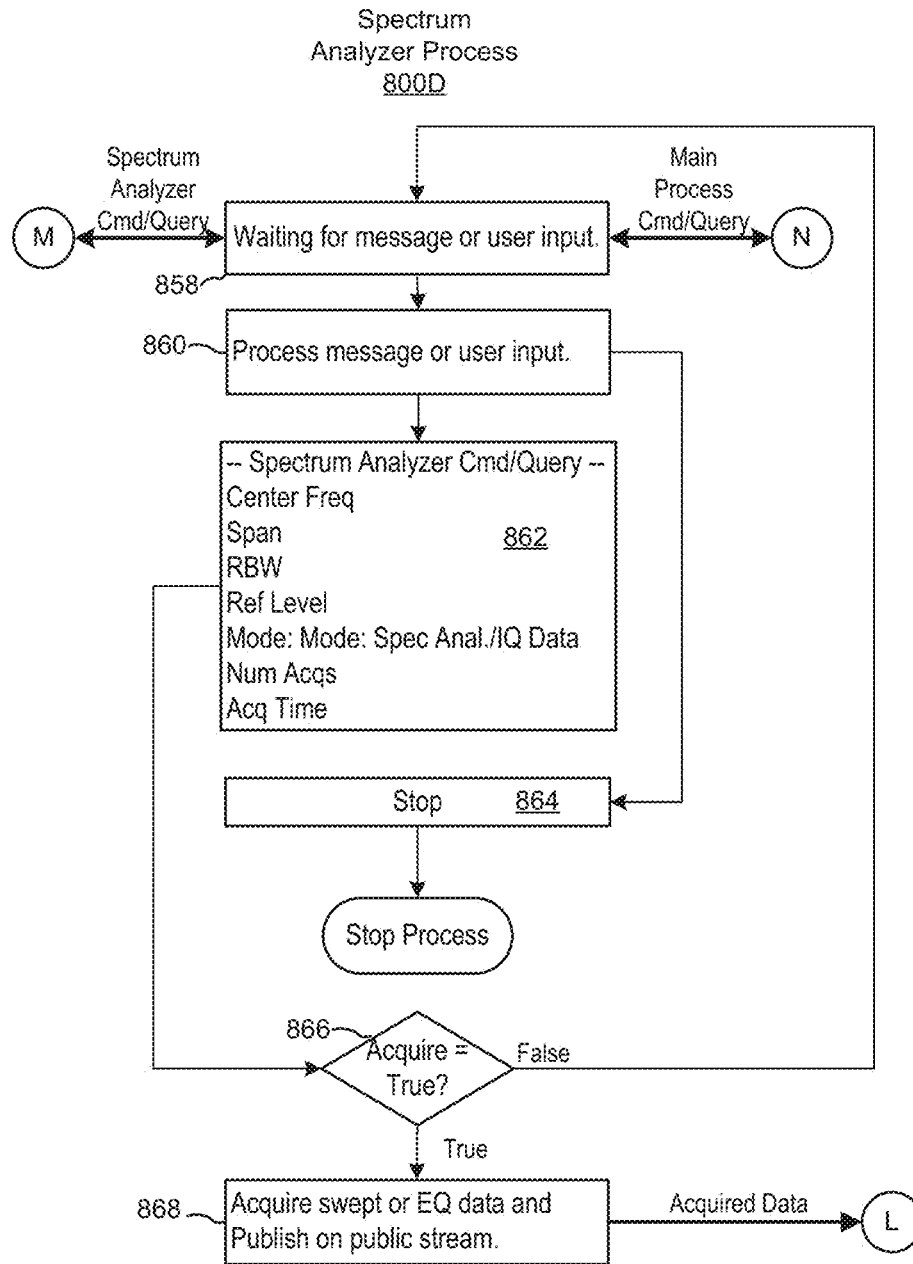 Spectrum
Analyzer Process
800D
Spectrum
Analyzer
Cmd/Query
Main
Process
Cmd/Query
M
Waiting for message or user input.
N
858
860
Process message or user input.
-- Spectrum Analyzer Cmd/Query --
Center Freq
Span
862
RBW
Ref Level
Mode: Mode: Spec Anal./IQ Data
Num Acqs
Acq Time
Stop
864
Stop Process
866
Acquire =
True?
False
True
868
Acquire swept or EQ data and
Publish on public stream.
Acquired Data
L